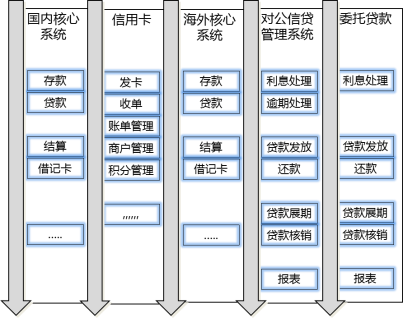 国内核心
系统
存款
贷款
结算
借记卡
.....
信用卡
发卡
收单
账单管理
商户管理
积分管理
,,,,,,
海外核心
系统
存款
贷款
结算
借记卡
.....
对公信贷
管理系统
利息处理
逾期处理
贷款发放
还款
贷款展期
贷款核销
报表
委托贷款
利息处理
贷款发放
还款
贷款展期
贷款核销
报表